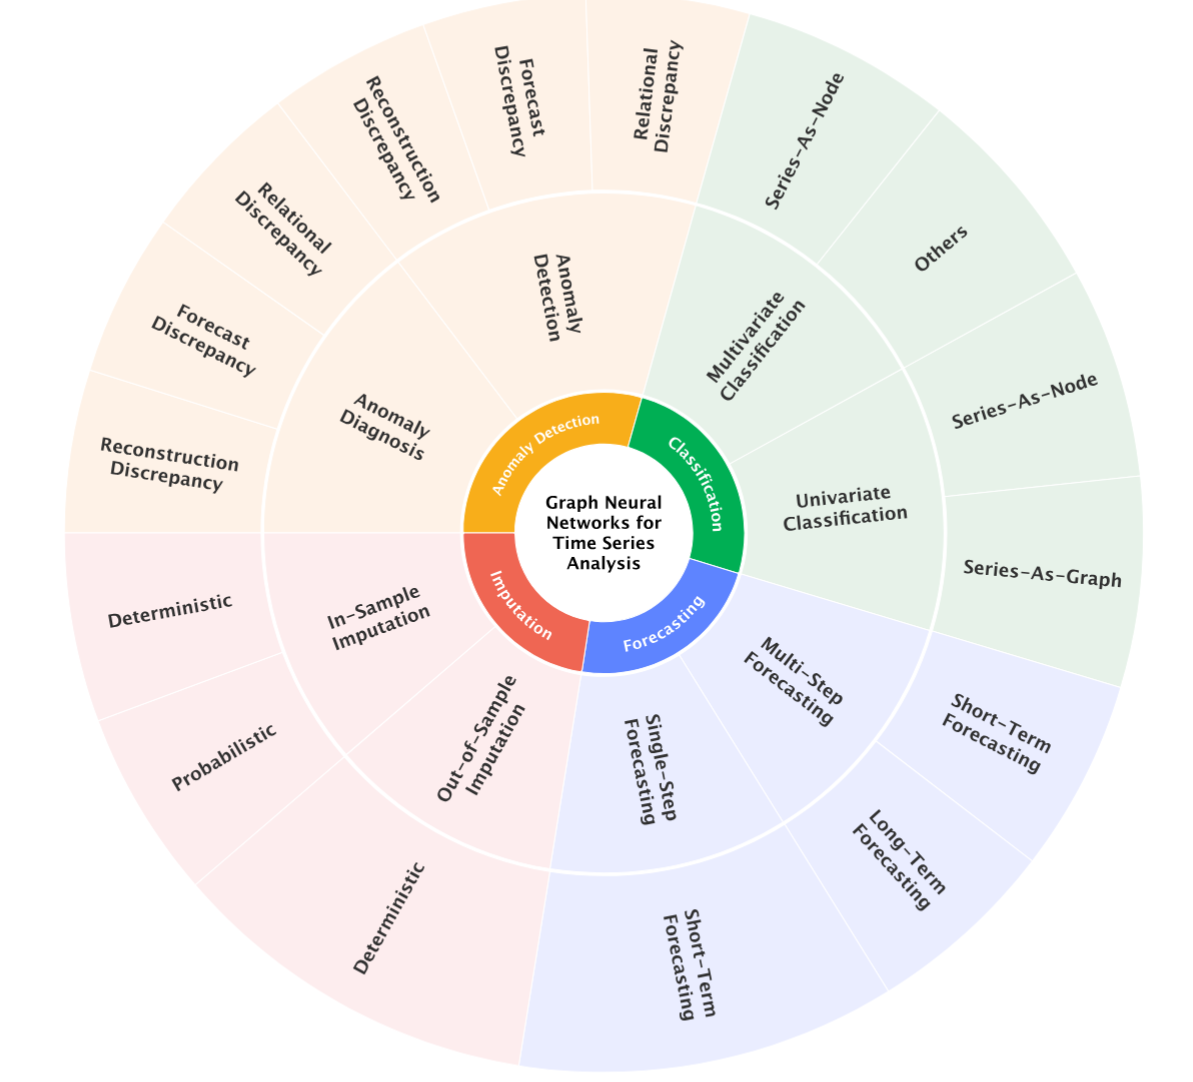 Graph Neural
Networks for
Time Series
Analysis
Anomaly Detection
Classification
Forecasting
Imputation
Anomaly
Detection
Reconstruction
Discrepancy
Forecast
Discrepancy
Relational
Discrepancy
Anomaly
Diagnosis
Relational
Discrepancy
Forecast
Discrepancy
Reconstruction
Discrepancy
Multivariate
Classification
Series-As-Node
Others
Univariate
Classification
Series-As-Node
Series-As-Graph
Multi-Step
Forecasting
Short-Term
Forecasting
Long-Term
Forecasting
Single-Step
Forecasting
Short-Term
Forecasting
Out-of-Sample
Imputation
Deterministic
In-Sample
Imputation
Deterministic
Probabilistic